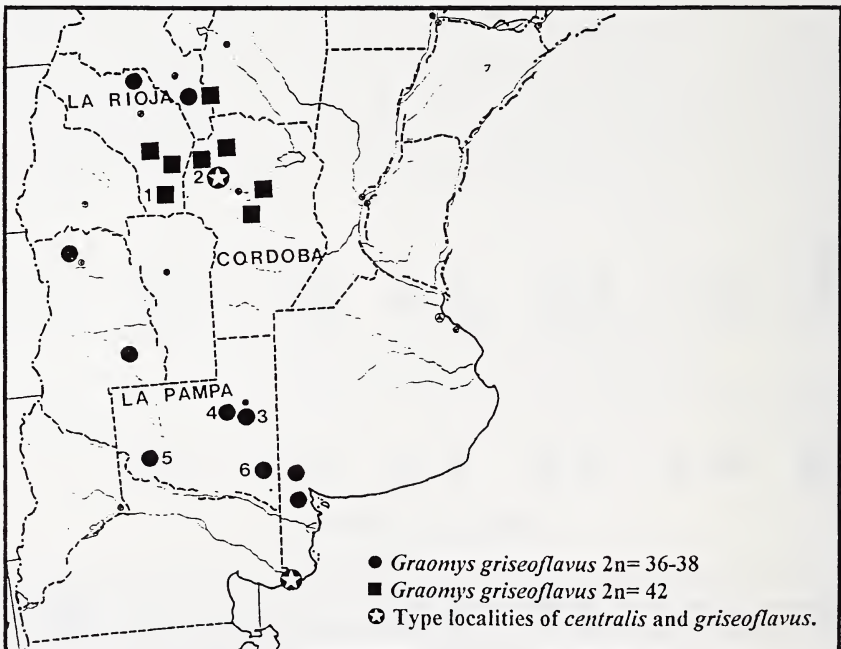 LA RIOJA
1
2
CORDOBA
LA PAMPA
4
3
5
6
Graomys griseoflavus 2n= 36-38
Graomys griseoflavus 2n= 42
Type localities of centralis and griseoflavus.